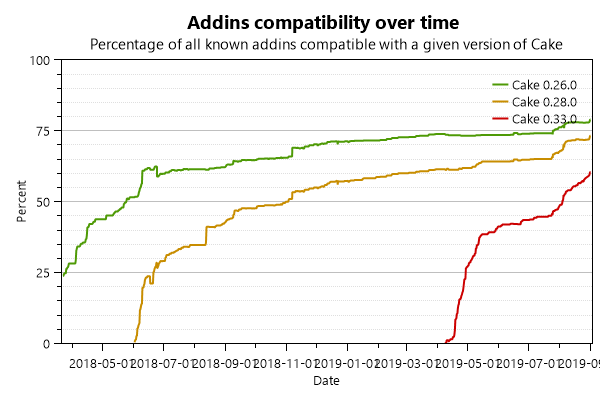 Addins compatibility over time
Percentage of all known addins compatible with a given version of Cake
100
Cake 0.26.0
Cake 0.28.0
Cake 0.33.0
75
Percent
50
25
0
2018-05-01 2018-07-01 2018-09-01 2018-11-01 2019-01-01 2019-03-01 2019-05-01 2019-07-01 2019-09
Date